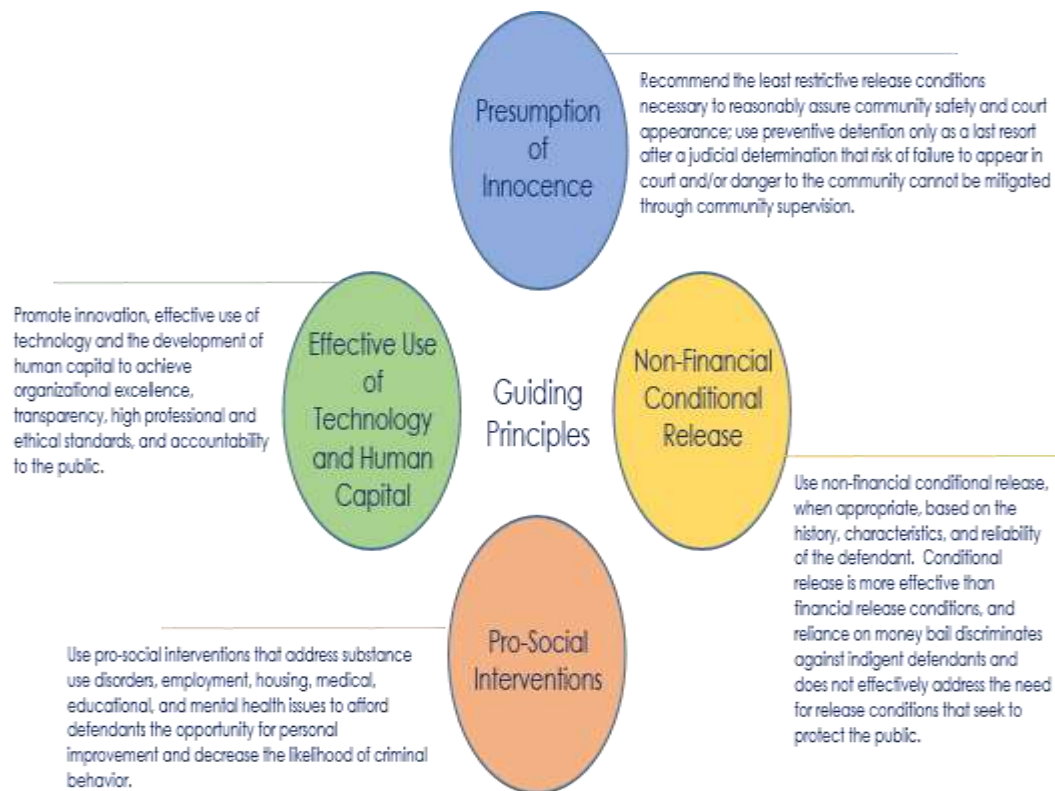 Presumption
of
Innocence
Recommend the least restrictive release conditions
necessary to reasonably assure community safety and court
appearance; use preventive detention only as a last resort
after a judicial determination that risk of failure to appear in
court and/or danger to the community cannot be mitigated
through community supervision.
Promote innovation, effective use of
technology and the development of
human capital to achieve
organizational excellence,
transparency, high professional and
ethical standards, and accountability
to the public.
Effective Use
of
Technology
and Human
Capital
Guiding
Principles
Non-Financial
Conditional
Release
Use non-financial conditional release,
when appropriate, based on the
history, characteristics, and reliability
of the defendant. Conditional
release is more effective than
financial release conditions, and
reliance on money bail discriminates
against indigent defendants and
does not effectively address the need
for release conditions that seek to
protect the public.
Pro-Social
Interventions
Use pro-social interventions that address substance
use disorders, employment, housing, medical,
educational, and mental health issues to afford
defendants the opportunity for personal
improvement and decrease the likelihood of criminal
behavior.